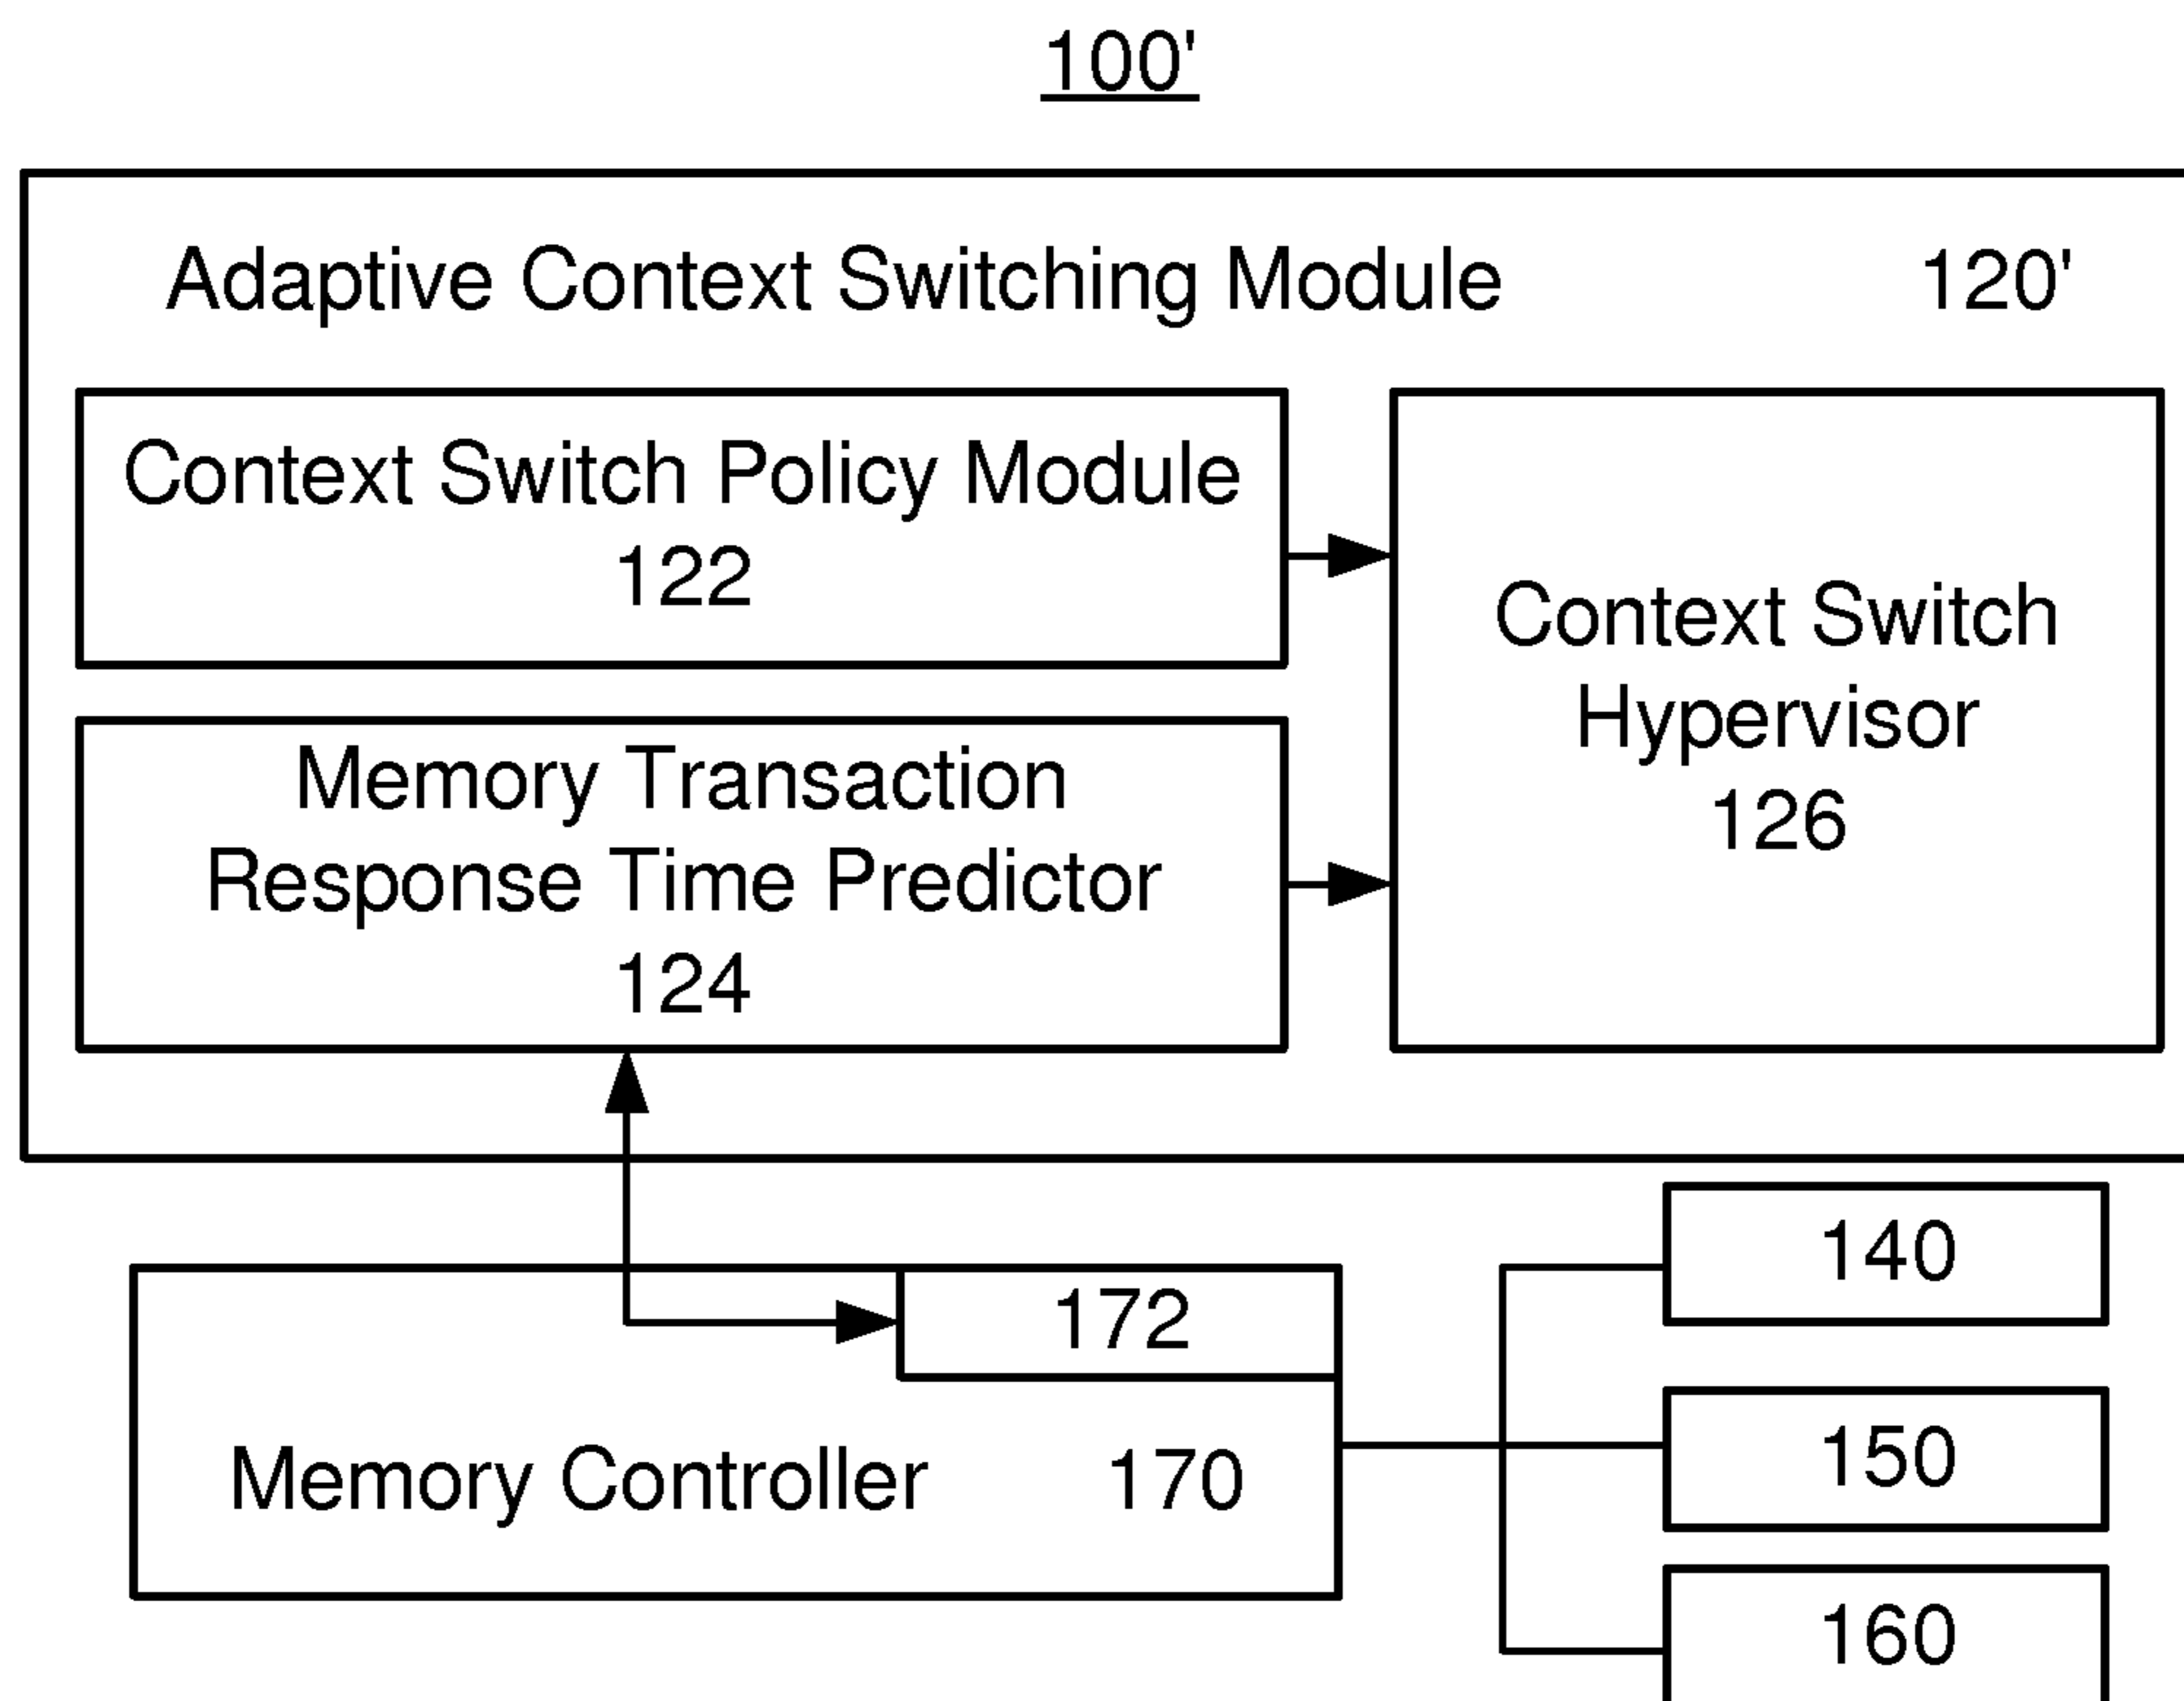 100'
Adaptive Context Switching Module 120'
Context Switch Policy Module
122
Memory Transaction
Response Time Predictor
124
Context Switch
Hypervisor
126
172
Memory Controller 170
140
150
160